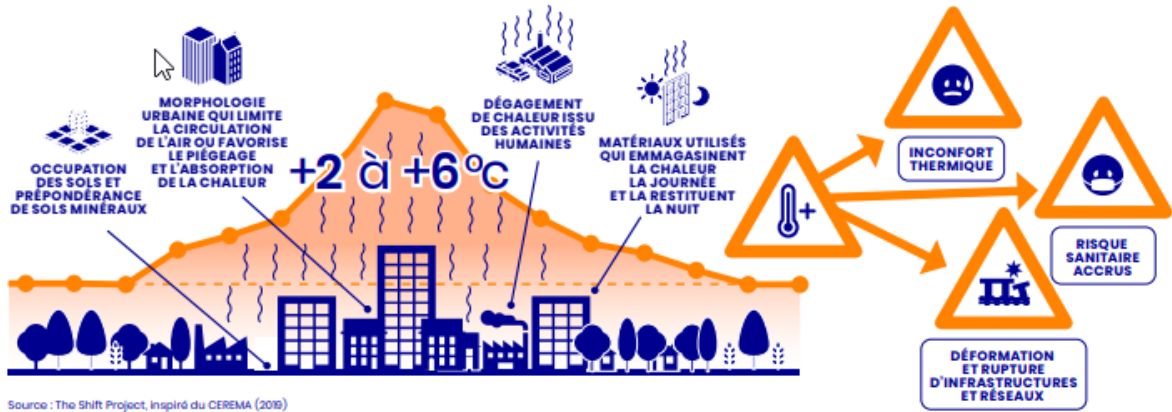 OCCUPATION
DES SOLS ET
PRÉPONDÉRANCE
DE SOLS MINÉRAUX
MORPHOLOGIE
URBAINE QUI LIMITE
LA CIRCULATION
DE L'AIR OU FAVORISE
LE PIÉGEAGE
ET L'ABSORPTION
DE LA CHALEUR
+2 à +6°C
DÉGAGEMENT
DE CHALEUR ISSU
DES ACTIVITÉS
HUMAINES
MATÉRIAUX UTILISÉS
QUI EMMAGASINENT
LA CHALEUR
LA JOURNÉE
ET LA RESTITUENT
LA NUIT
+
INCONFORT
THERMIQUE
RISQUE
SANITAIRE
ACCRUS
DÉFORMATION
ET RUPTURE
D'INFRASTRUCTURES
ET RÉSEAUX
Source : The Shift Project, inspiré du CEREMA (2019)